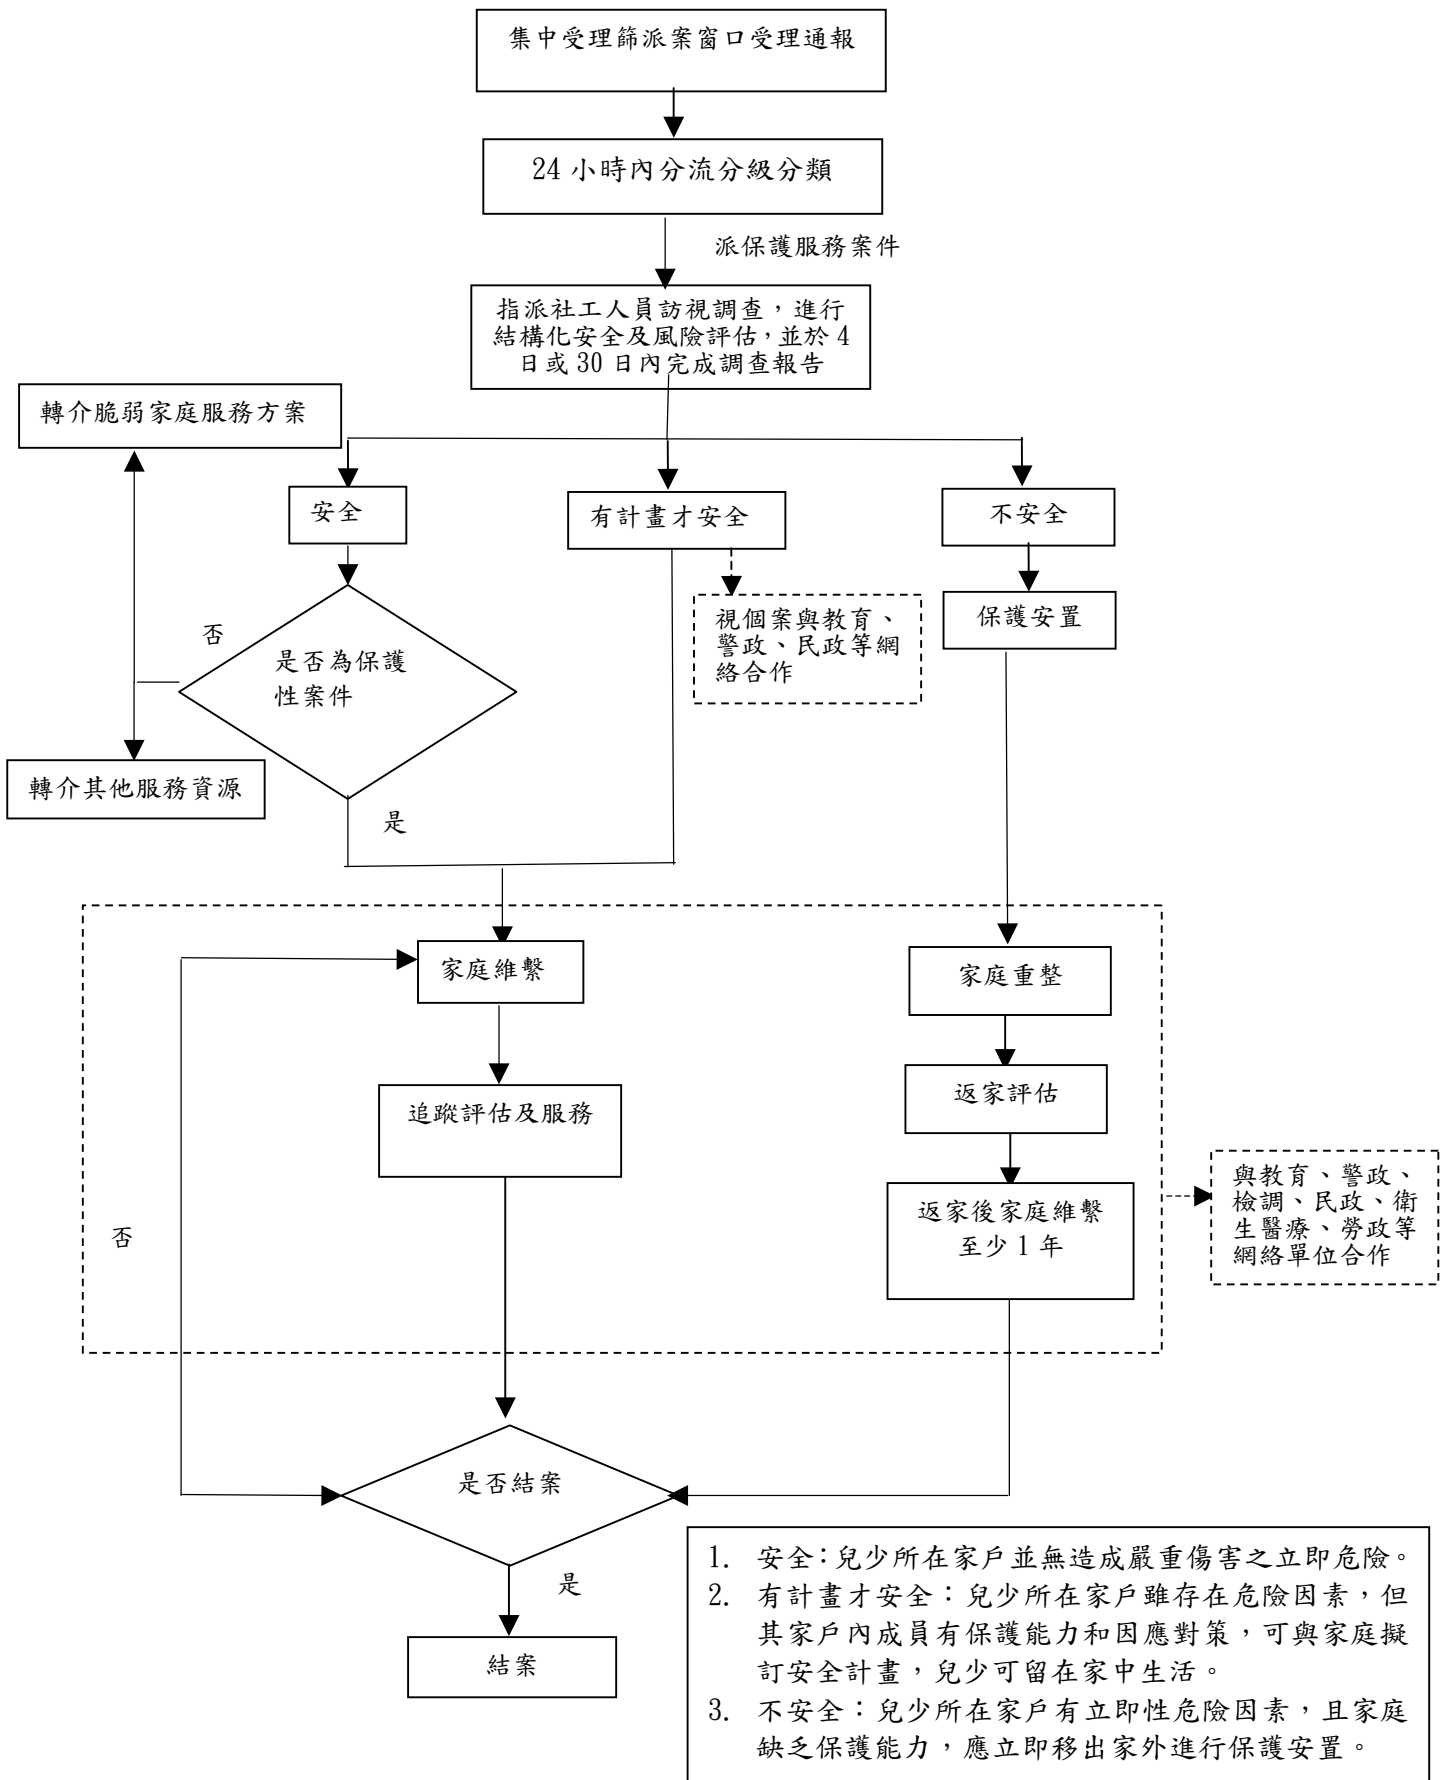 集中受理篩派案窗口受理通報
24 小時內分流分級分類
派保護服務案件
指派社工人員訪視調查，進行
結構化安全及風險評估，並於 4
日或 30 日內完成調查報告
轉介脆弱家庭服務方案
安全
有計畫才安全
不安全
視個案與教育、
警政、民政等網
絡合作
保護安置
否
是否為保護
性案件
轉介其他服務資源
是
家庭維繫
家庭重整
追蹤評估及服務
返家評估
返家後家庭維繫
至少 1 年
與教育、警政、
檢調、民政、衛
生醫療、勞政等
網絡單位合作
否
是否結案
是
結案
1. 安全：兒少所在家戶並無造成嚴重傷害之立即危險。
2. 有計畫才安全：兒少所在家戶雖存在危險因素，但
其家戶內成員有保護能力和因應對策，可與家庭擬
訂安全計畫，兒少可留在家中生活。
3. 不安全：兒少所在家戶有立即性危險因素，且家庭
缺乏保護能力，應立即移出家外進行保護安置。